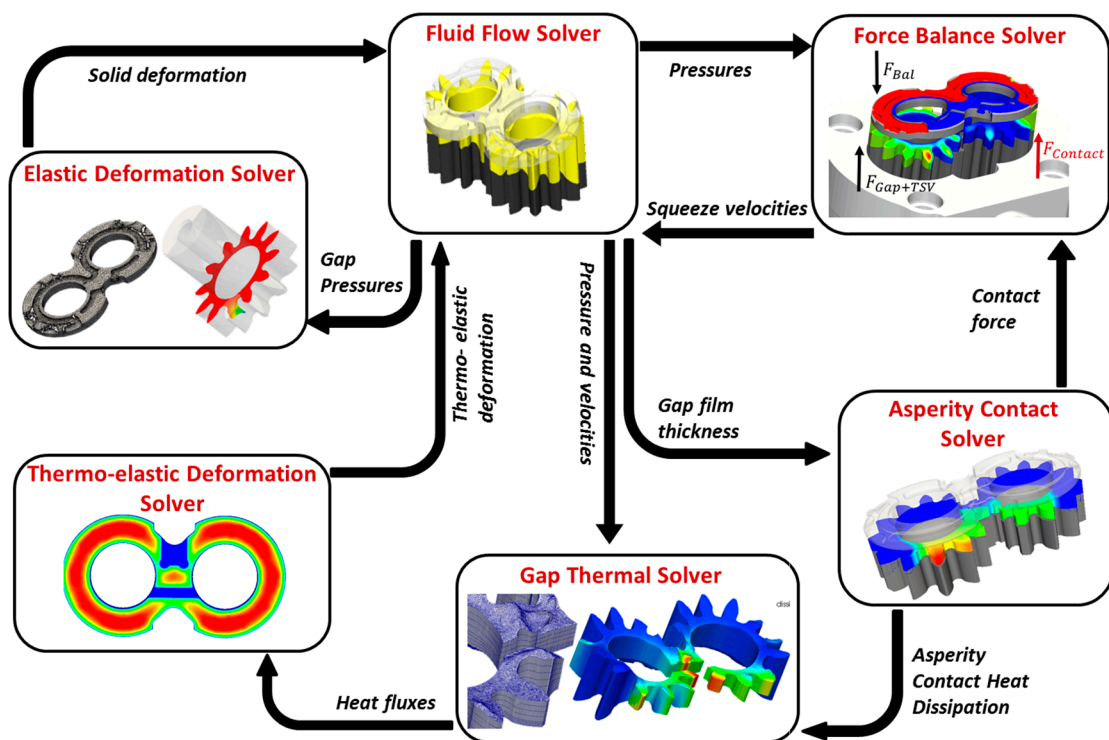 Fluid Flow Solver
Force Balance Solver
Solid deformation
Pressures
F_Bal
F_Contact
F_Gap+TSV
Elastic Deformation Solver
Squeeze velocities
Gap
Pressures
Thermo- elastic
deformation
Pressure and velocities
Contact
force
Gap film
thickness
Asperity Contact
Solver
Thermo-elastic Deformation
Solver
Gap Thermal Solver
dissi
Heat fluxes
Asperity
Contact Heat
Dissipation